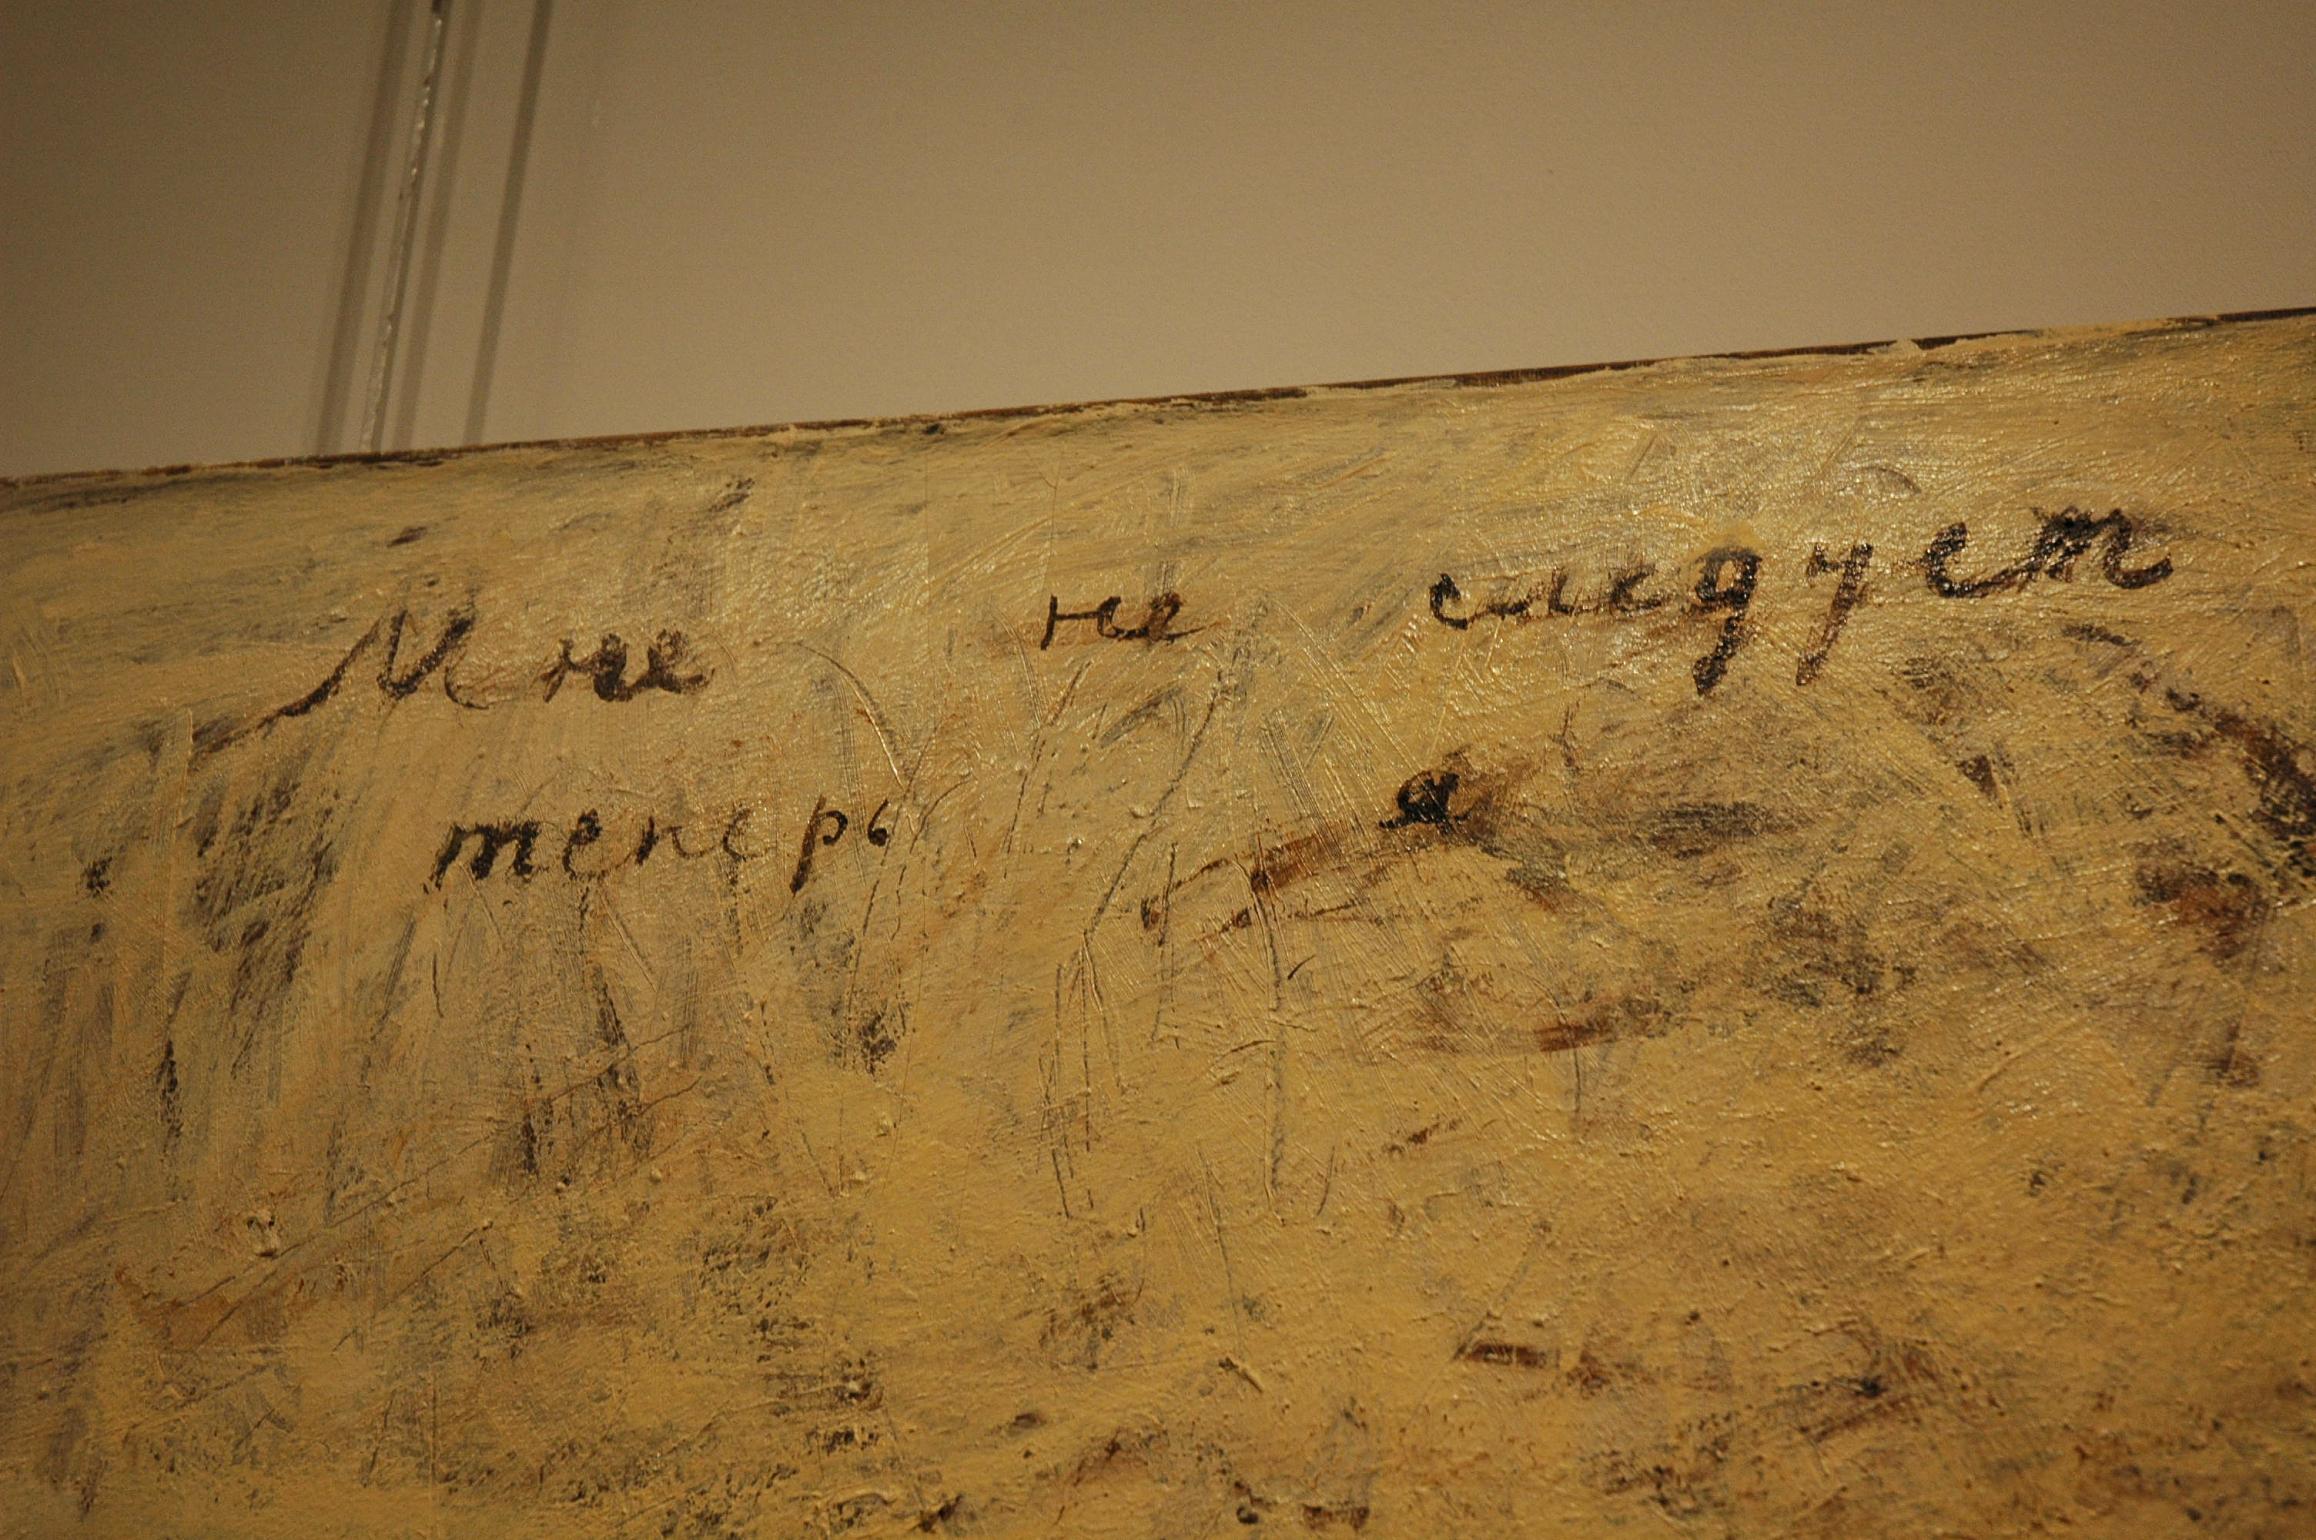 Мне не следует
теперь я